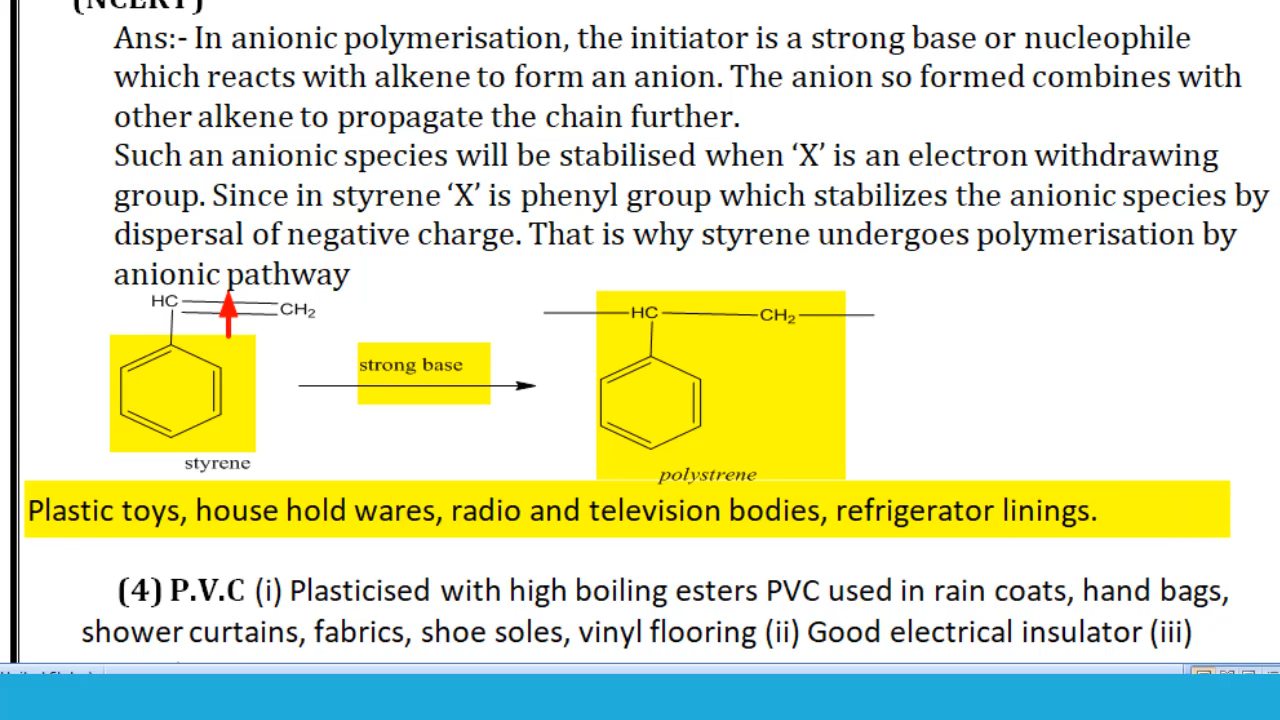 (NCERT)
Ans:- In anionic polymerisation, the initiator is a strong base or nucleophile
which reacts with alkene to form an anion. The anion so formed combines with
other alkene to propagate the chain further.
Such an anionic species will be stabilised when ‘X’ is an electron withdrawing
group. Since in styrene ‘X’ is phenyl group which stabilizes the anionic species by
dispersal of negative charge. That is why styrene undergoes polymerisation by
anionic pathway
HC CH2
HC CH2
strong base
styrene
polystrene
Plastic toys, house hold wares, radio and television bodies, refrigerator linings.
(4) P.V.C (i) Plasticised with high boiling esters PVC used in rain coats, hand bags,
shower curtains, fabrics, shoe soles, vinyl flooring (ii) Good electrical insulator (iii)